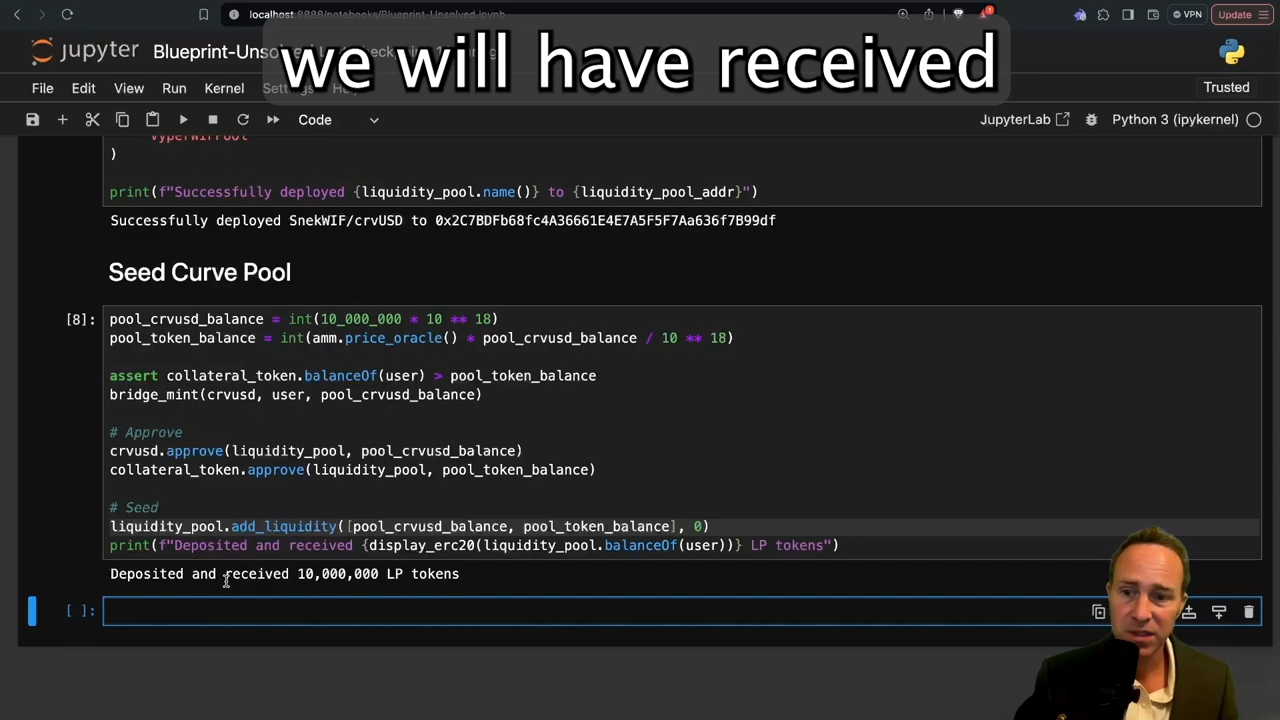 localhost:8888/notebooks/Blueprint-Unsolved.ipynb
VPN
Update
jupyter Blueprint-Unsolved
Trusted
we will have received
File Edit View Run Kernel Settings Help
Code
JupyterLab
Python 3 (ipykernel)
VyperWifPool
)
print(f"Successfully deployed {liquidity_pool.name()} to {liquidity_pool_addr}")
Successfully deployed SnekWIF/crvUSD to 0x2C7BDFb68fc4A36661E4E7A5F5F7Aa636f7B99df
Seed Curve Pool
[8]:
pool_crvusd_balance = int(10_000_000 * 10 ** 18)
pool_token_balance = int(amm.price_oracle() * pool_crvusd_balance / 10 ** 18)
assert collateral_token.balanceOf(user) > pool_token_balance
bridge_mint(crvusd, user, pool_crvusd_balance)
# Approve
crvusd.approve(liquidity_pool, pool_crvusd_balance)
collateral_token.approve(liquidity_pool, pool_token_balance)
# Seed
liquidity_pool.add_liquidity([pool_crvusd_balance, pool_token_balance], 0)
print(f"Deposited and received {display_erc20(liquidity_pool.balanceOf(user))} LP tokens")
Deposited and received 10,000,000 LP tokens
[ ]: